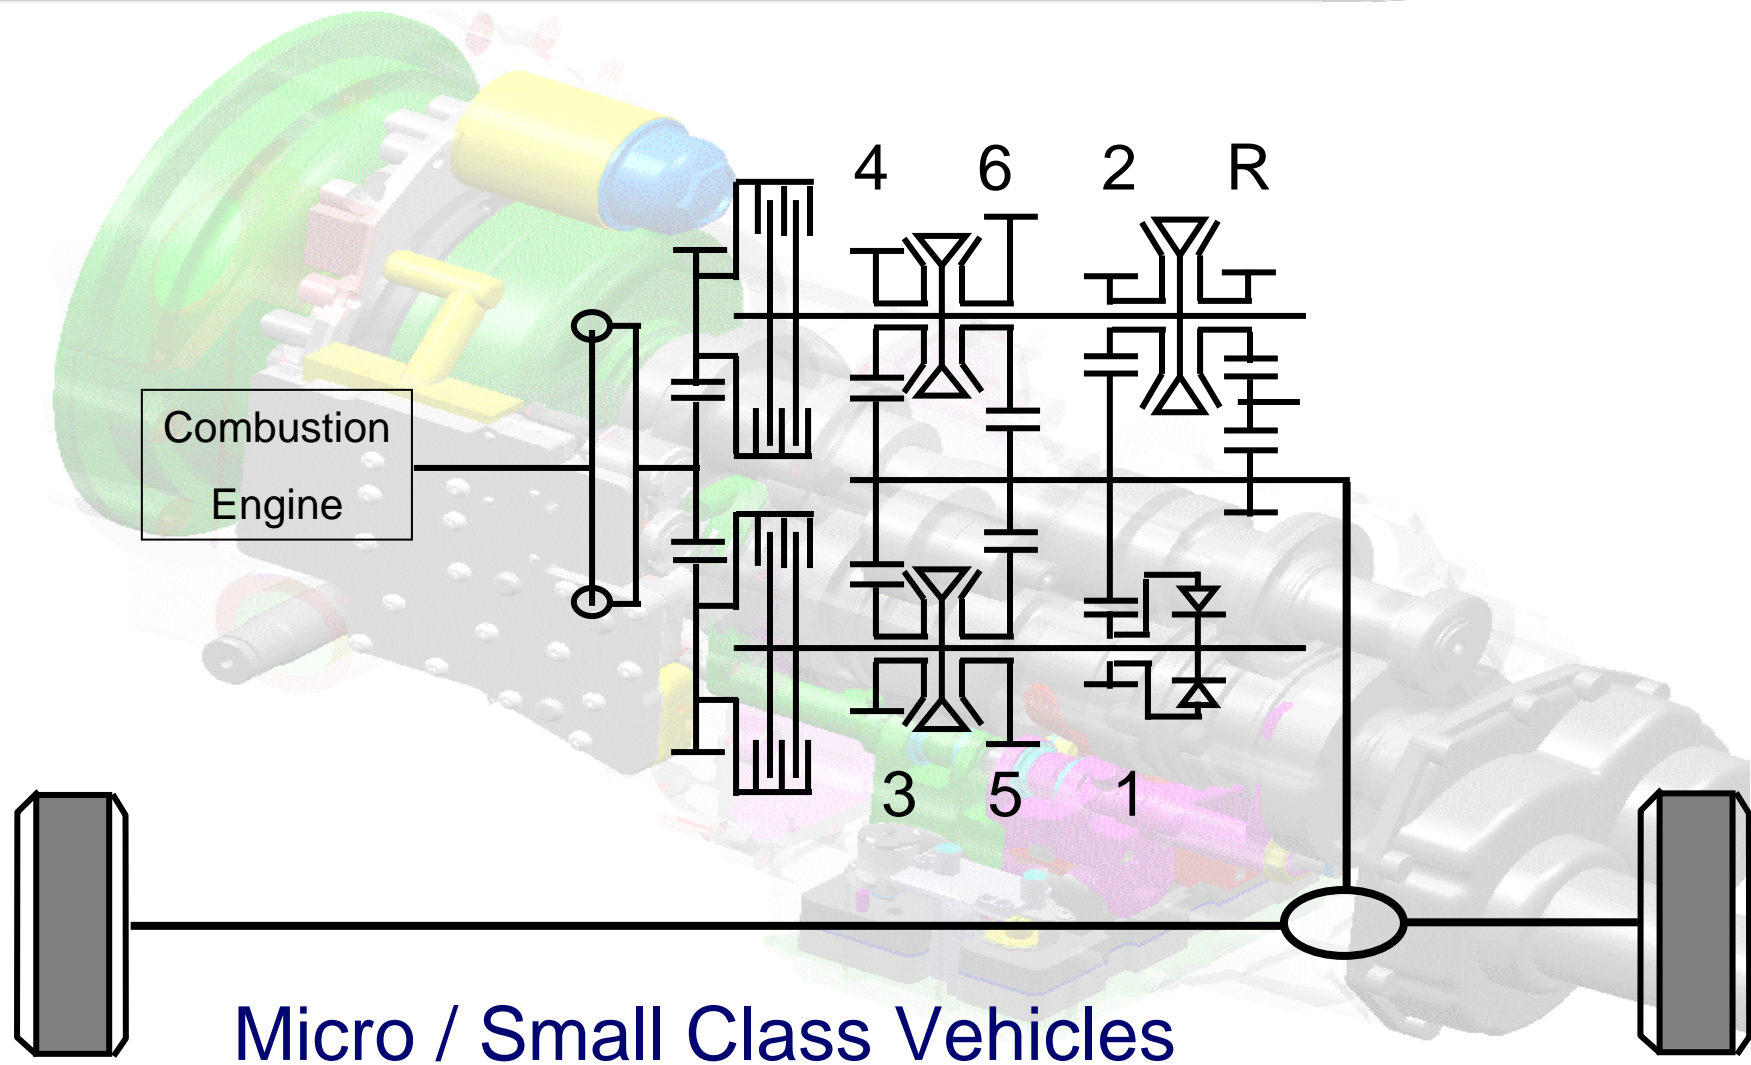 4 6 2 R
Combustion
Engine
3 5 1
Micro / Small Class Vehicles